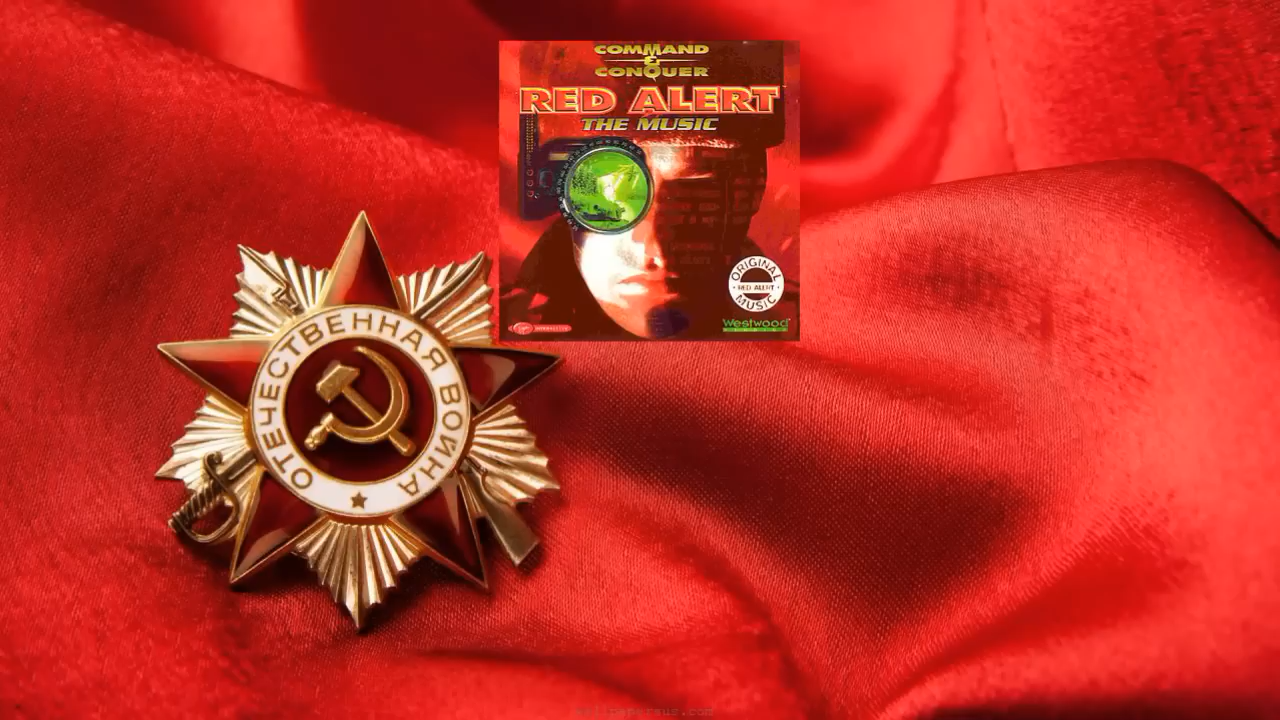 COMMAND
&
CONQUER
RED ALERT
THE MUSIC
ORIGINAL
RED ALERT
MUSIC
Westwood
ОТЕЧЕСТВЕННАЯ ВОЙНА